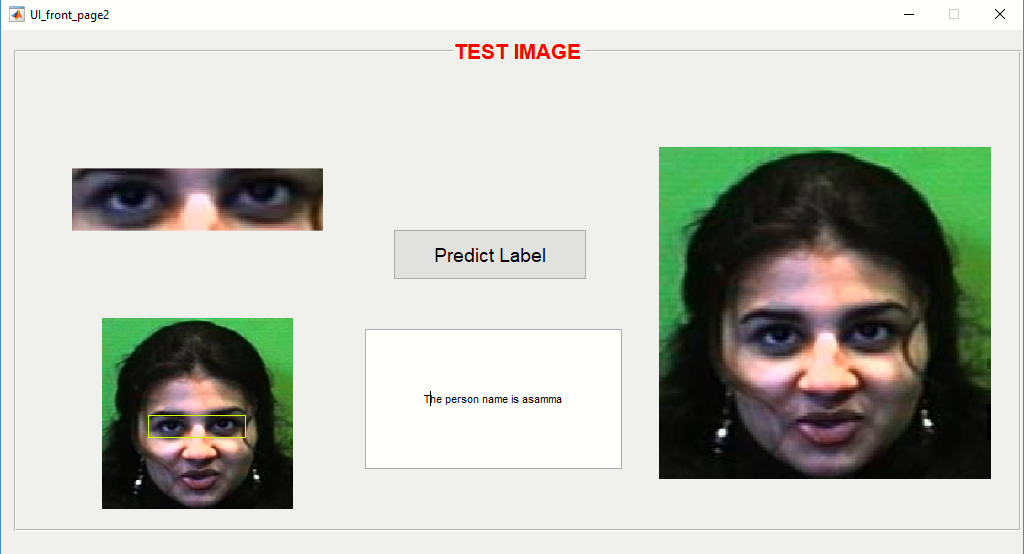 UI_front_page2
TEST IMAGE
Predict Label
The person name is asamma